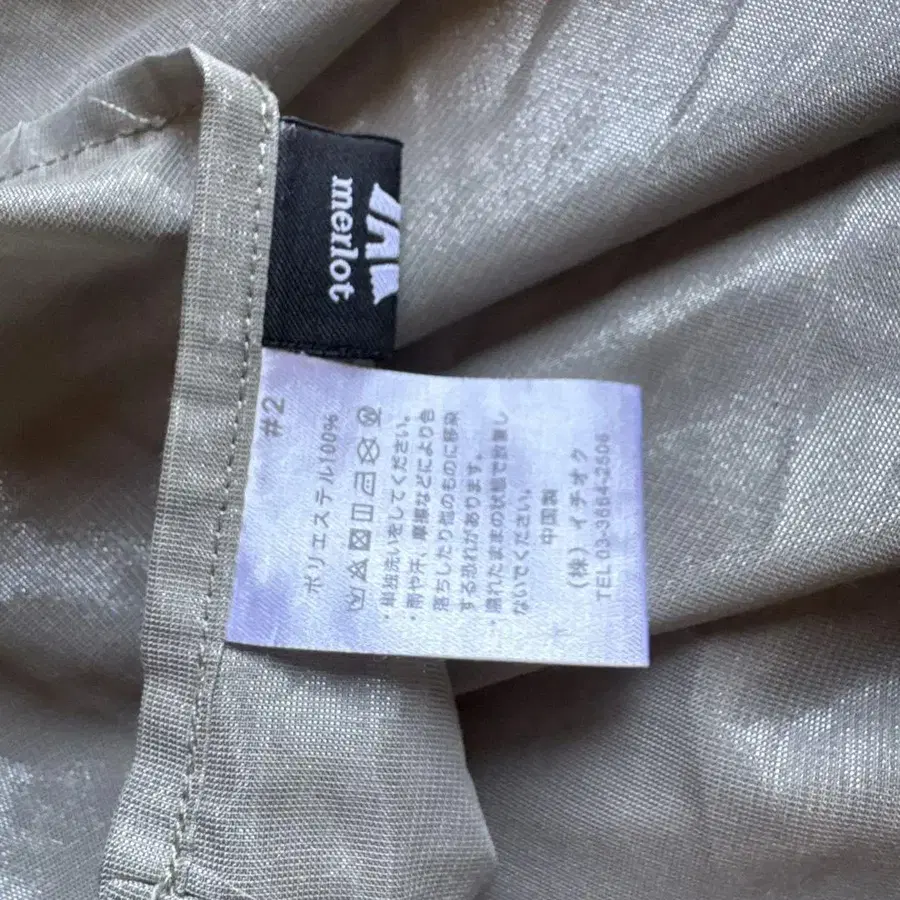 merlot
#2
ポリエステル100%
・単独洗いをしてください。
・雨や汗、摩擦などにより色
落ちしたり他のものに移染
する恐れがあります。
・濡れたままの状態で放置し
ないでください。
中国製
(株)イチオク
TEL 03-3664-2606